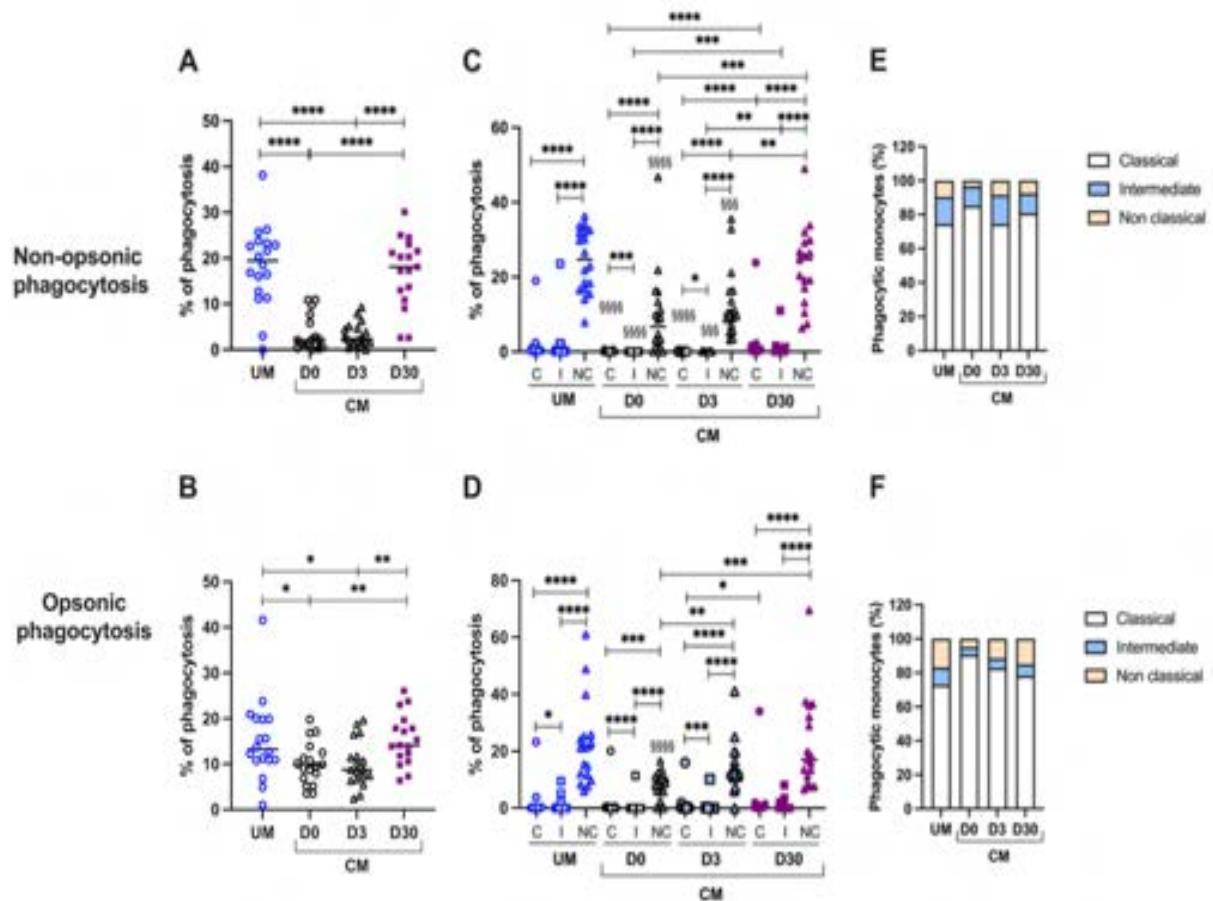 Non-opsonic
phagocytosis
A
% of phagocytosis
50
40
30
20
10
0
**** ****
**** ****
UM D0 D3 D30
CM
C
% of phagocytosis
60
40
20
0
****
***
***
**** ****
** ****
**** **
**** **** ****
**** **** §§§§
§§§
*** *
§§§§ §§§§
§§§§ §§§
C I NC C I NC C I NC C I NC
UM D0 D3 D30
CM
E
Phagocytic monocytes (%)
120
100
80
60
40
20
0
UM D0 D3 D30
CM
Classical
Intermediate
Non classical
Opsonic
phagocytosis
B
% of phagocytosis
50
40
30
20
10
0
* **
* **
UM D0 D3 D30
CM
D
% of phagocytosis
80
60
40
20
0
****
*** ****
*
**** **
**** *** ****
**** ****
* **** ***
§§§§
C I NC C I NC C I NC C I NC
UM D0 D3 D30
CM
F
Phagocytic monocytes (%)
120
100
80
60
40
20
0
UM D0 D3 D30
CM
Classical
Intermediate
Non classical